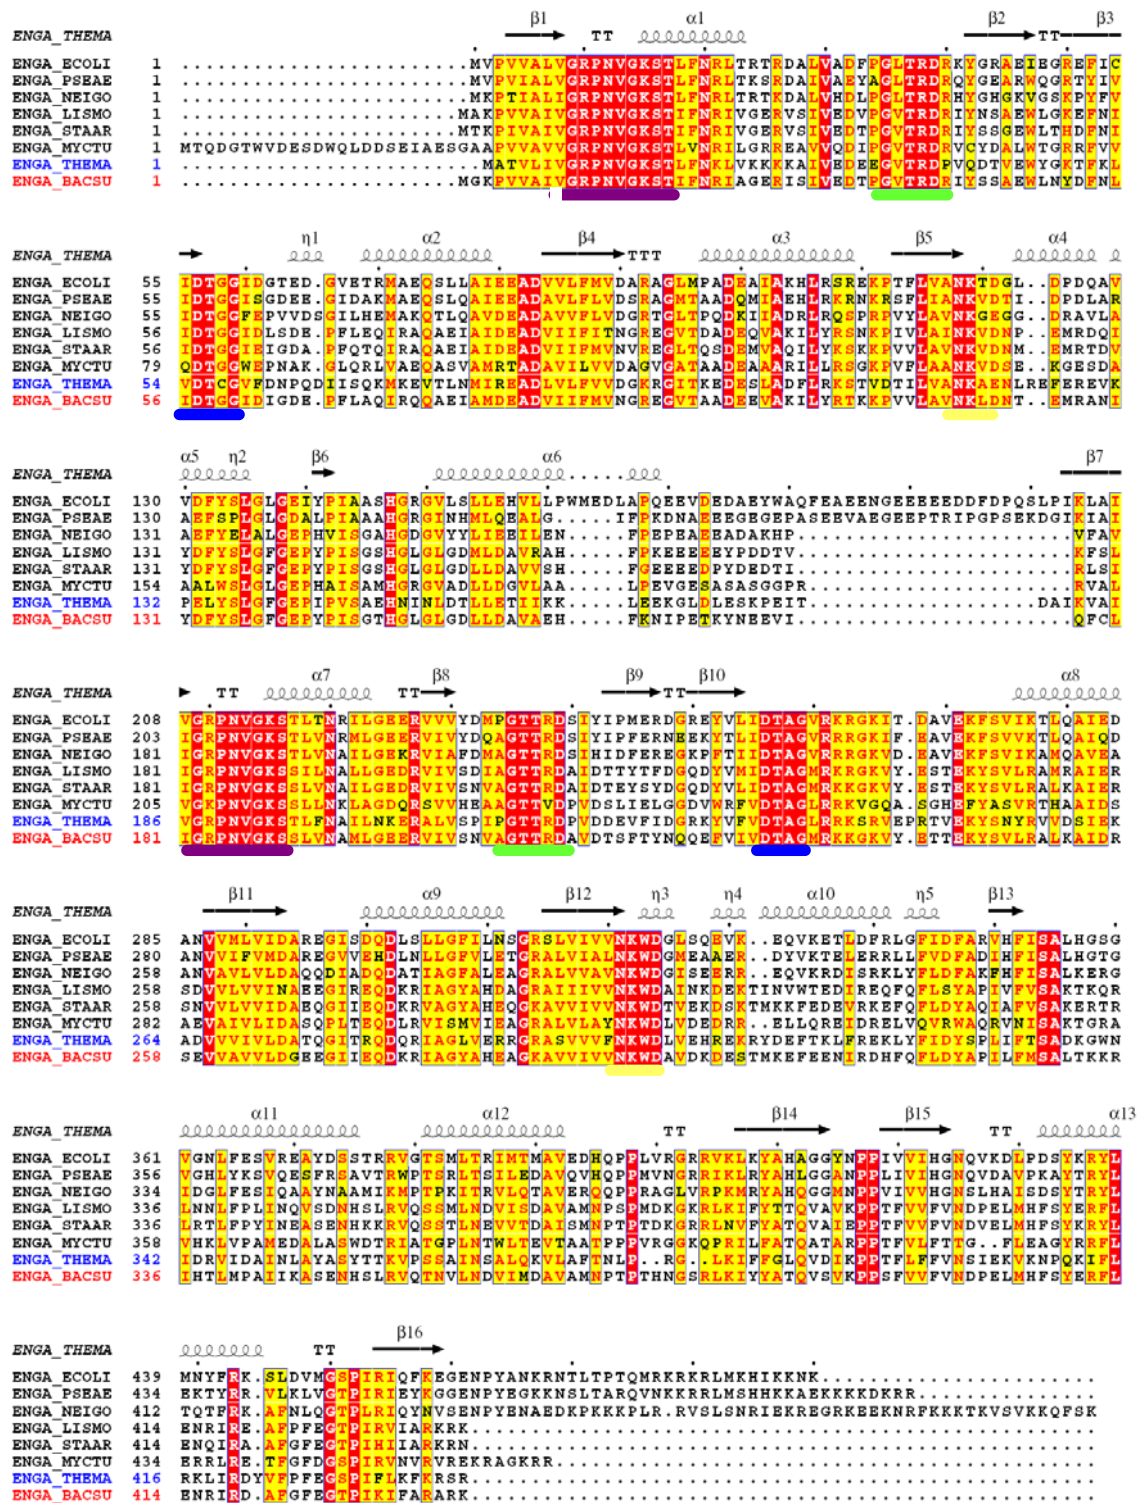 β1 TT α1 β2 TT β3
ENGA_THEMA
ENGA_ECOLI 1 ........................MVPVVALVGRPNVGKSTLFNRLTRTRDALVADFPGLTRDRKYGRAEIEGREFIC
ENGA_PSEAE 1 ........................MVPVIALVGRPNVGKSTLFNRLTKSRDAIVAEYAGLTRDRQYGEARWQGRTYIV
ENGA_NEIGO 1 ........................MKPTIALIGRPNVGKSTLFNRLTRTKDALVHDLPGLTRDRHYGHGKVGSKPYFV
ENGA_LISMO 1 .......................MAKPVVAIVGRPNVGKSTIFNRIVGERVSIVEDVPGVTRDRIYNSAEWLGKEFNI
ENGA_STAAR 1 .......................MTKPIVAIVGRPNVGKSTIFNRIVGERVSIVEDTPGVTRDRIYSSGEWLTHDFNI
ENGA_MYCTU 1 MTQDGTWVDESDWQLDDSEIAESGAAPVVAVVGRPNVGKSTLVNRILGRREAVVQDIPGVTRDRVCYDALWTGRRFVV
ENGA_THEMA 1 .........................MATVLIVGRPNVGKSTLFNKLVKKKKAIVEDEEGVTRDPVQDTVEWYGKTFKL
ENGA_BACSU 1 .......................MGKPVVAIVGRPNVGKSTIFNRIAGERISIVEDTPGVTRDRIYSSAEWLNYDFNL
η1 α2 β4 TTT α3 β5 α4
ENGA_THEMA
ENGA_ECOLI 55 IDTGGIDGTED.GVETRMAEQSLLAIEEADVVLFMVDARAGLMPADEAIAKHLRSREKPTFLVANKTDGL..DPDQAV
ENGA_PSEAE 55 IDTGGISGDEE.GIDAKMAEQSLQAIEEADAVLFLVDSRAGMTAADQMIAEHLRKRNKRSFLIANKVDTI..DPDLAR
ENGA_NEIGO 55 IDTGGFEPVVDSGILHEMAKQTLQAVDEADAVVFLVDGRTGLTPQDKIIADRLRQSPRPVYLAVNKGEGG..DRAVLA
ENGA_LISMO 56 IDTGGIDLSDE.PFLEQIRAQAEIAIDEADVIIFITNGREGVTDADEQVAKILYRSNKPIVLAINKVDNP..EMRDQI
ENGA_STAAR 56 IDTGGIEIGDA.PFQTQIRAQAEIAIDEADVIIFMVNVREGLTQSDEMVAQILYKSKKPVVLAVNKVDNM..EMRTDV
ENGA_MYCTU 79 QDTGGWEPNAK.GLQRLVAEQASVAMRTADAVILVVDAGVGATAADEAAARILLRSGKPVFLAANKVDSE..KGESDA
ENGA_THEMA 54 VDTCGVFDNPQDIISQKMKEVTLNMIREADLVLFVVDGKRGITKEDESLADFLRKSTVDTILVANKAENLREFEREVK
ENGA_BACSU 56 IDTGGIDIGDE.PFLAQIRQQAEIAMDEADVIIFMVNGREGVTAADEEVAKILYRTKKPVVLAVNKLDNT..EMRANI
α5 η2 β6 α6 β7
ENGA_THEMA
ENGA_ECOLI 130 VDFYSLGLGEIYPIAASHGRGVLSLLEHVLLPWMEDLAPQEEVDEDAEYWAQFEAEENGEEEEEDDFDPQSLPIKLAI
ENGA_PSEAE 130 AEFSPLGLGDALPIAAAHGRGINHMLQEALG.....IFPKDNAEEEGEGEPASEEVAEGEEPTRIPGPSEKDGIKIAI
ENGA_NEIGO 131 AEFYELALGEPHVISGAHGDGVYYLIEEILEN....FPEPEAEEADAKHP.......................VFAV
ENGA_LISMO 131 YDFYSLGFGEPYPISGSHGLGLGDMLDAVRAH.....FPKEEEEEYPDDTV......................KFSL
ENGA_STAAR 131 YDFYSLGFGEPYPISGSHGLGLGDLLDAVVSH.....FGEEEEDPYDEDTI......................RLSI
ENGA_MYCTU 154 AALWSLGLGEPHAISAMHGRGVADLLDGVLAA.....LPEVGESASASGGPR.....................RVAL
ENGA_THEMA 132 PELYSLGFGEPIPVSAEHNINLDTLLETIIKK.....LEEKGLDLESKPEIT...................DAIKVAI
ENGA_BACSU 131 YDFYSLGFGEPYPISGTHGLGLGDLLDAVAEH.....FKNIPETKYNEEVI......................QFCL
TT α7 TT β8 β9 TT β10 α8
ENGA_THEMA
ENGA_ECOLI 208 VGRPNVGKSTLTNRILGEERVVVYDMPGTTRDSIYIPMERDGREYVLIDTAGVRKRGKIT.DAVEKFSVIKTLQAIED
ENGA_PSEAE 203 IGRPNVGKSTLVNRMLGEERVIVYDQAGTTRDSIYIPFERNEEKYTLIDTAGVRRRGKIF.EAVEKFSVVKTLQAIQD
ENGA_NEIGO 181 IGRPNVGKSTLVNAILGEKRVIAFDMAGTTRDSIHIDFEREGKPFTIIDTAGVRRRGKVD.EAVEKFSVIKAMQAVEA
ENGA_LISMO 181 IGRPNVGKSSILNALLGEDRVIVSDIAGTTRDAIDTTYTFDGQDYVMIDTAGMRKRGKVY.ESTEKYSVLRAMRAIER
ENGA_STAAR 181 IGRPNVGKSSLVNAILGEDRVIVSNVAGTTRDAIDTEYSYDGQDYVLIDTAGMRKKGKVY.ESTEKYSVLRALKAIER
ENGA_MYCTU 205 VGKPNVGKSSLLNKLAGDQRSVVHEAAGTTVDPVDSLIELGGDVWRFVDTAGLRRKVGQA.SGHEFYASVRTHAAIDS
ENGA_THEMA 186 VGRPNVGKSTLFNAILNKERALVSPIPGTTRDPVDDEVFIDGRKYVFVDTAGLRRKSRVEPRTVEKYSNYRVVDSIEK
ENGA_BACSU 181 IGRPNVGKSSLVNAMLGEERVIVSNVAGTTRDAVDTSFTYNQQEFVIVDTAGMRKKGKVY.ETTEKYSVLRALKAIDR
β11 α9 β12 η3 η4 α10 η5 β13
ENGA_THEMA
ENGA_ECOLI 285 ANVVMLVIDAREGISDQDLSLLGFILNSGRSLVIVVNKWDGLSQEVK..EQVKETLDFRLGFIDFARVHFISALHGSG
ENGA_PSEAE 280 ANVVIFVMDAREGVVEHDLNLLGFVLETGRALVIALNKWDGMEAAER..DYVKTELERRLLFVDFADIHFISALHGTG
ENGA_NEIGO 258 ANVAVLVLDAQQDIADQDATIAGFALEAGRALVVAVNKWDGISEERR..EQVKRDISRKLYFLDFAKFHFISALKERG
ENGA_LISMO 258 SDVVLVVINAEEGIREQDKRIAGYAHDAGRAIIIVVNKWDAINKDEKTINVWTEDIREQFQFLSYAPIVFVSAKTKQR
ENGA_STAAR 258 SNVVLVVIDAEQGIIEQDKRVAGYAHEQGKAVVIVVNKWDTVEKDSKTMKKFEDEVRKEFQFLDYAQIAFVSAKERTR
ENGA_MYCTU 282 AEVAIVLIDASQPLTEQDLRVISMVIEAGRALVLAYNKWDLVDEDRR..ELLQREIDRELVQVRWAQRVNISAKTGRA
ENGA_THEMA 264 ADVVVIVLDATQGITRQDQRIAGLVERRGRASVVVFNKWDLVEHREKRYDEFTKLFREKLYFIDYSPLIFTSADKGWN
ENGA_BACSU 258 SEVVAVVLDGEEGIIEQDKRIAGYAHEAGKAVVIVVNKWDAVDKDESTMKEFEENIRDHFQFLDYAPILFMSALTKKR
α11 α12 TT β14 β15 TT α13
ENGA_THEMA
ENGA_ECOLI 361 VGNLFESVREAYDSSTRRVGTSMLTRIMTMAVEDHQPPLVRGRRVKLKYAHAGGYNPPIVVIHGNQVKDLPDSYKRYL
ENGA_PSEAE 356 VGHLYKSVQESFRSAVTRWPTSRLTSILEDAVQVHQPPMVNGRRIKLRYAHLGGANPPLIVIHGNQVDAVPKAYTRYL
ENGA_NEIGO 334 IDGLFESIQAAYNAAMIKMPTPKITRVLQTAVERQQPPRAGLVRPKMRYAHQGGMNPPVIVVHGNSLHAISDSYTRYL
ENGA_LISMO 336 LNNLFPLINQVSDNHSLRVQSSMLNDVISDAVAMNPSPMDKGKRLKIFYTTQVAVKPPTFVVFVNDPELMHFSYERFL
ENGA_STAAR 336 LRTLFPYINEASENHKKRVQSSTLNEVVTDAISMNPTPTDKGRRLNVFYATQVAIEPPTFVVFVNDVELMHFSYKRYL
ENGA_MYCTU 358 VHKLVPAMEDALASWDTRIATGPLNTWLTEVTAATPPPVRGGKQPRILFATQATARPPTFVLFTTG..FLEAGYRRFL
ENGA_THEMA 342 IDRVIDAINLAYASYTTKVPSSAINSALQKVLAFTNLP..RG..LKIFFGLQVDIKPPTFLFFVNSIEKVKNPQKIFL
ENGA_BACSU 336 IHTLMPAIIKASENHSLRVQTNVLNDVIMDAVAMNPTPTHNGSRLKIYYATQVSVKPPSFVVFVNDPELMHFSYERFL
TT β16
ENGA_THEMA
ENGA_ECOLI 439 MNYFRK.SLDVMGSPIRIQFKEGENPYANKRNTLTPTQMRKRKRLMKHIKKNK.......................
ENGA_PSEAE 434 EKTYRR.VLKLVGTPIRIEYKGGENPYEGKKNSLTARQVNKKRRLMSHHKKAEKKKKDKRR...............
ENGA_NEIGO 412 TQTFRK.AFNLQGTPLRIQYNVSENPYENAEDKPKKKPLR.RVSLSNRIEKREGRKEEKNRFKKKTKVSVKKQFSK
ENGA_LISMO 414 ENRIRE.AFPFEGTPIRVIARKRK....................................................
ENGA_STAAR 414 ENQIRA.AFGFEGTPIHIIARKRN....................................................
ENGA_MYCTU 434 ERRLRE.TFGFDGSPIRVNVRVREKRAGKRR.............................................
ENGA_THEMA 416 RKLIRDYVFPFEGSPIFLKFKRSR....................................................
ENGA_BACSU 414 ENRIRD.AFGFEGTPIKIFARARK....................................................